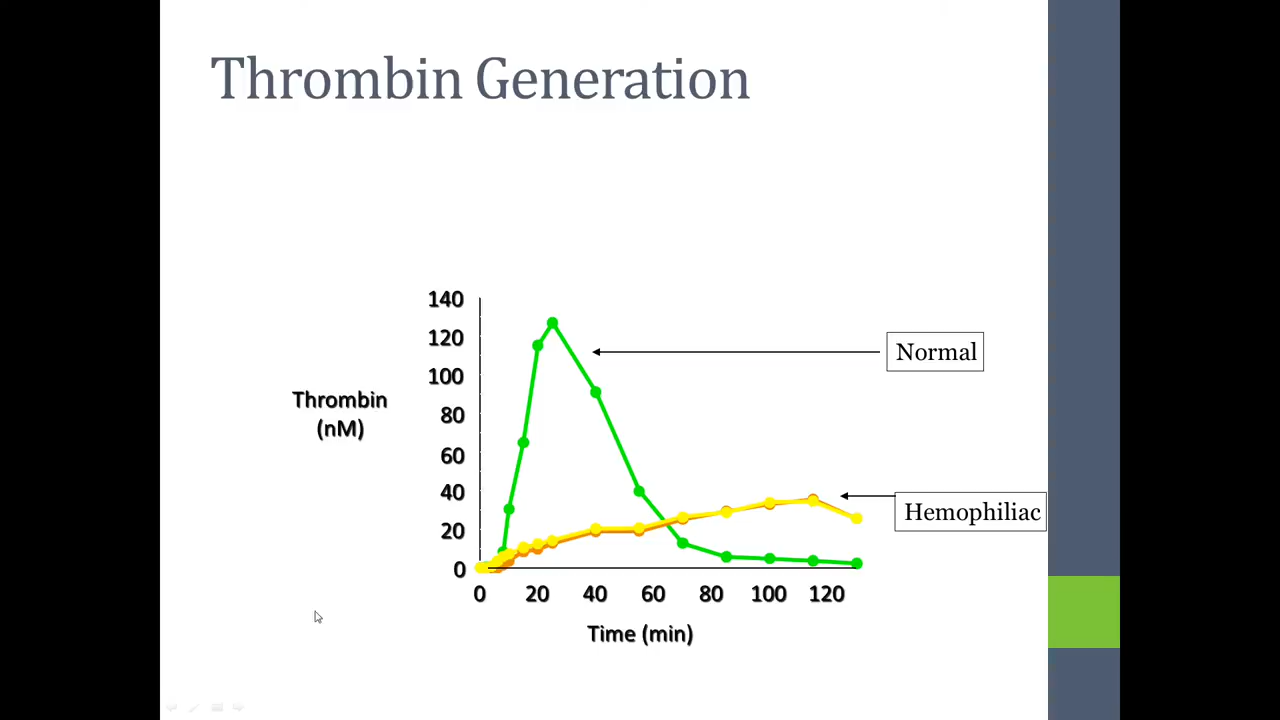 Thrombin Generation
140
120
100
80
60
40
20
0
Thrombin
(nM)
Normal
Hemophiliac
0 20 40 60 80 100 120
Time (min)